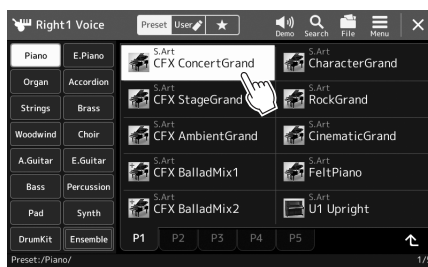 Right1 Voice Preset User ★ Demo Search File Menu
Piano E.Piano
Organ Accordion
Strings Brass
Woodwind Choir
A.Guitar E.Guitar
Bass Percussion
Pad Synth
DrumKit Ensemble
S.Art
CFX ConcertGrand
S.Art
CharacterGrand
S.Art
CFX StageGrand
S.Art
RockGrand
S.Art
CFX AmbientGrand
S.Art
CinematicGrand
S.Art
CFX BalladMix1
S.Art
FeltPiano
S.Art
CFX BalladMix2
S.Art
U1 Upright
P1 P2 P3 P4 P5
Preset:/Piano/ 1/5